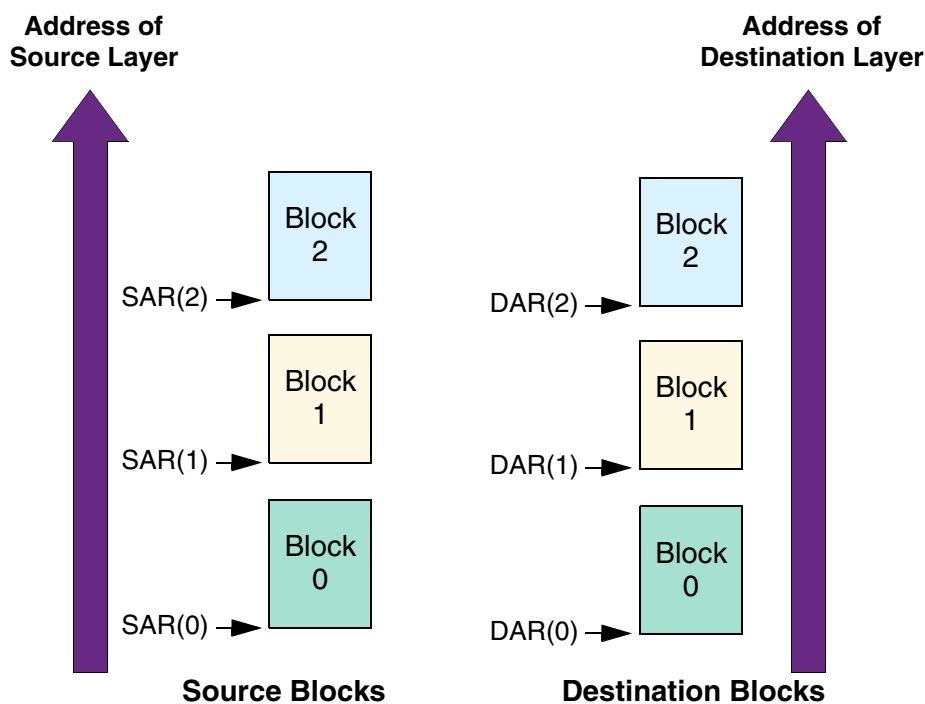 Address of
Source Layer
Address of
Destination Layer
Block
2
SAR(2)
Block
1
SAR(1)
Block
0
SAR(0)
Source Blocks
Block
2
DAR(2)
Block
1
DAR(1)
Block
0
DAR(0)
Destination Blocks